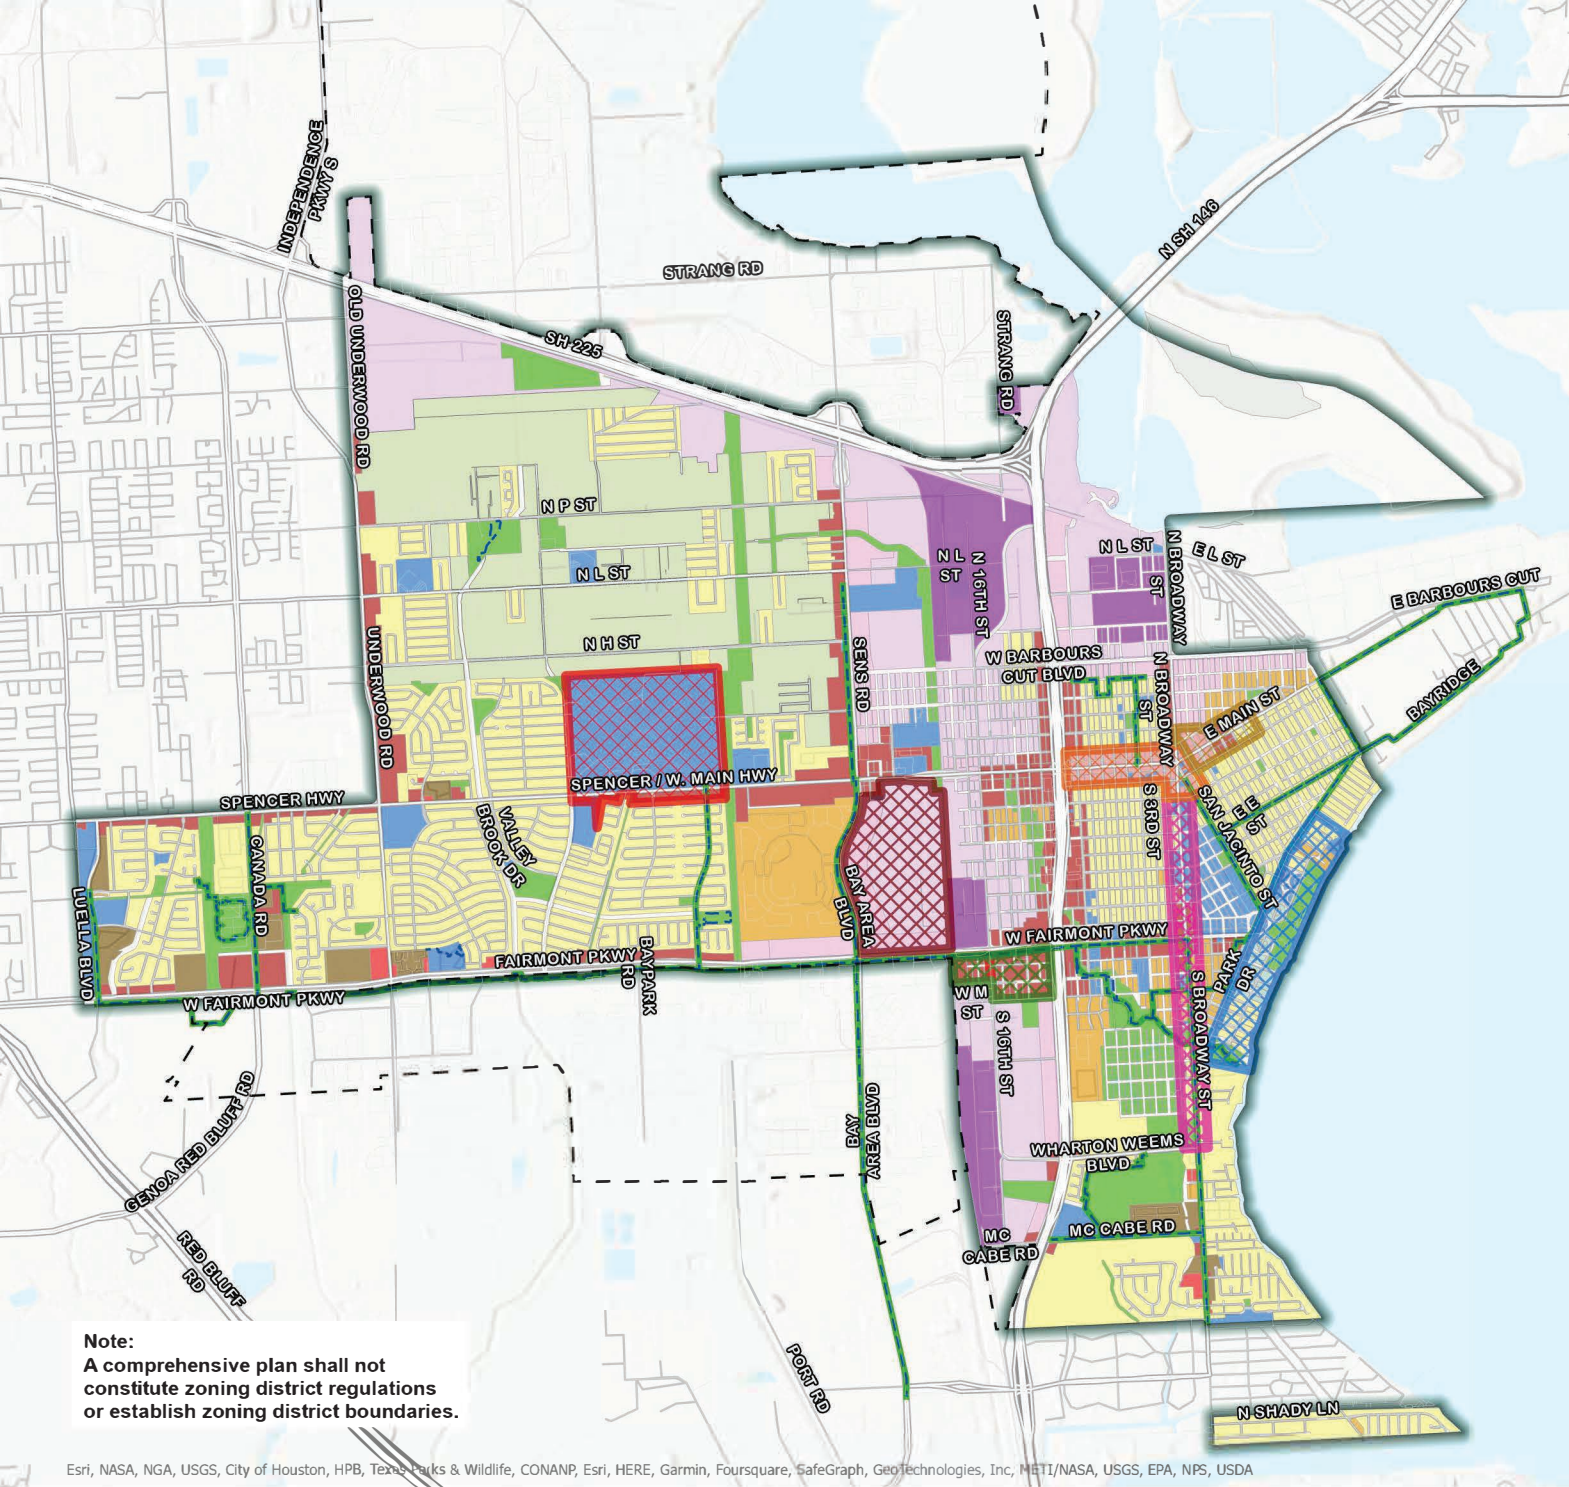 INDEPENDENCE
PKWY S
N SH 146
STRANG RD
OLD UNDERWOOD RD
SH 225
STRANG RD
N P ST
N L ST
N L
ST
N 16TH ST
N L ST
N BROADWAY
ST
E L ST
E BARBOURS CUT
N H ST
UNDERWOOD RD
SENS RD
W BARBOURS
CUT BLVD
N BROADWAY
ST
E MAIN ST
BAYRIDGE
SPENCER / W. MAIN HWY
SPENCER HWY
VALLEY
BROOK DR
S 3RD ST
SAN JACINTO ST
E E
ST
CANADA RD
LUELLA BLVD
BAY AREA
BLVD
W FAIRMONT PKWY
FAIRMONT PKWY
BAYPARK
RD
PARK
DR
W FAIRMONT PKWY
W M
ST
S 16TH ST
S BROADWAY ST
GENOA RED BLUFF RD
BAY
AREA BLVD
WHARTON WEEMS
BLVD
MC CABE RD
MC
CABE RD
RED BLUFF
RD
PORT RD
N SHADY LN
Note:
A comprehensive plan shall not
constitute zoning district regulations
or establish zoning district boundaries.
Esri, NASA, NGA, USGS, City of Houston, HPB, Texas Parks & Wildlife, CONANP, Esri, HERE, Garmin, Foursquare, SafeGraph, GeoTechnologies, Inc, METI/NASA, USGS, EPA, NPS, USDA